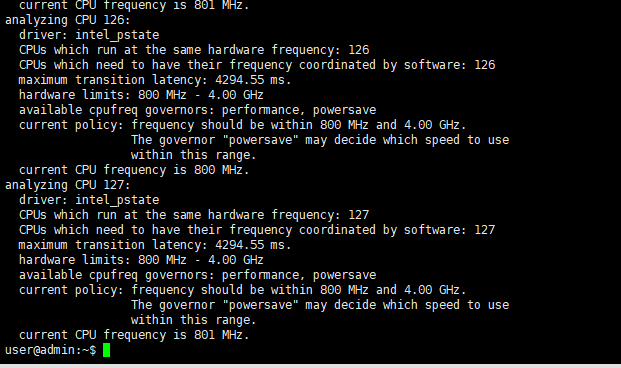 current CPU frequency is 801 MHz.
analyzing CPU 126:
driver: intel_pstate
CPUs which run at the same hardware frequency: 126
CPUs which need to have their frequency coordinated by software: 126
maximum transition latency: 4294.55 ms.
hardware limits: 800 MHz - 4.00 GHz
available cpufreq governors: performance, powersave
current policy: frequency should be within 800 MHz and 4.00 GHz.
The governor "powersave" may decide which speed to use
within this range.
current CPU frequency is 800 MHz.
analyzing CPU 127:
driver: intel_pstate
CPUs which run at the same hardware frequency: 127
CPUs which need to have their frequency coordinated by software: 127
maximum transition latency: 4294.55 ms.
hardware limits: 800 MHz - 4.00 GHz
available cpufreq governors: performance, powersave
current policy: frequency should be within 800 MHz and 4.00 GHz.
The governor "powersave" may decide which speed to use
within this range.
current CPU frequency is 801 MHz.
user@admin:~$